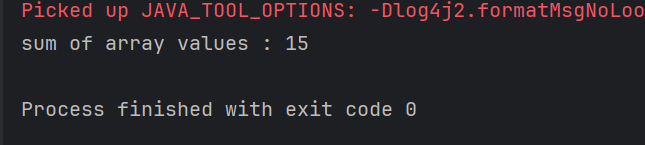 Picked up JAVA_TOOL_OPTIONS: -Dlog4j2.formatMsgNoLoo
sum of array values : 15
Process finished with exit code 0